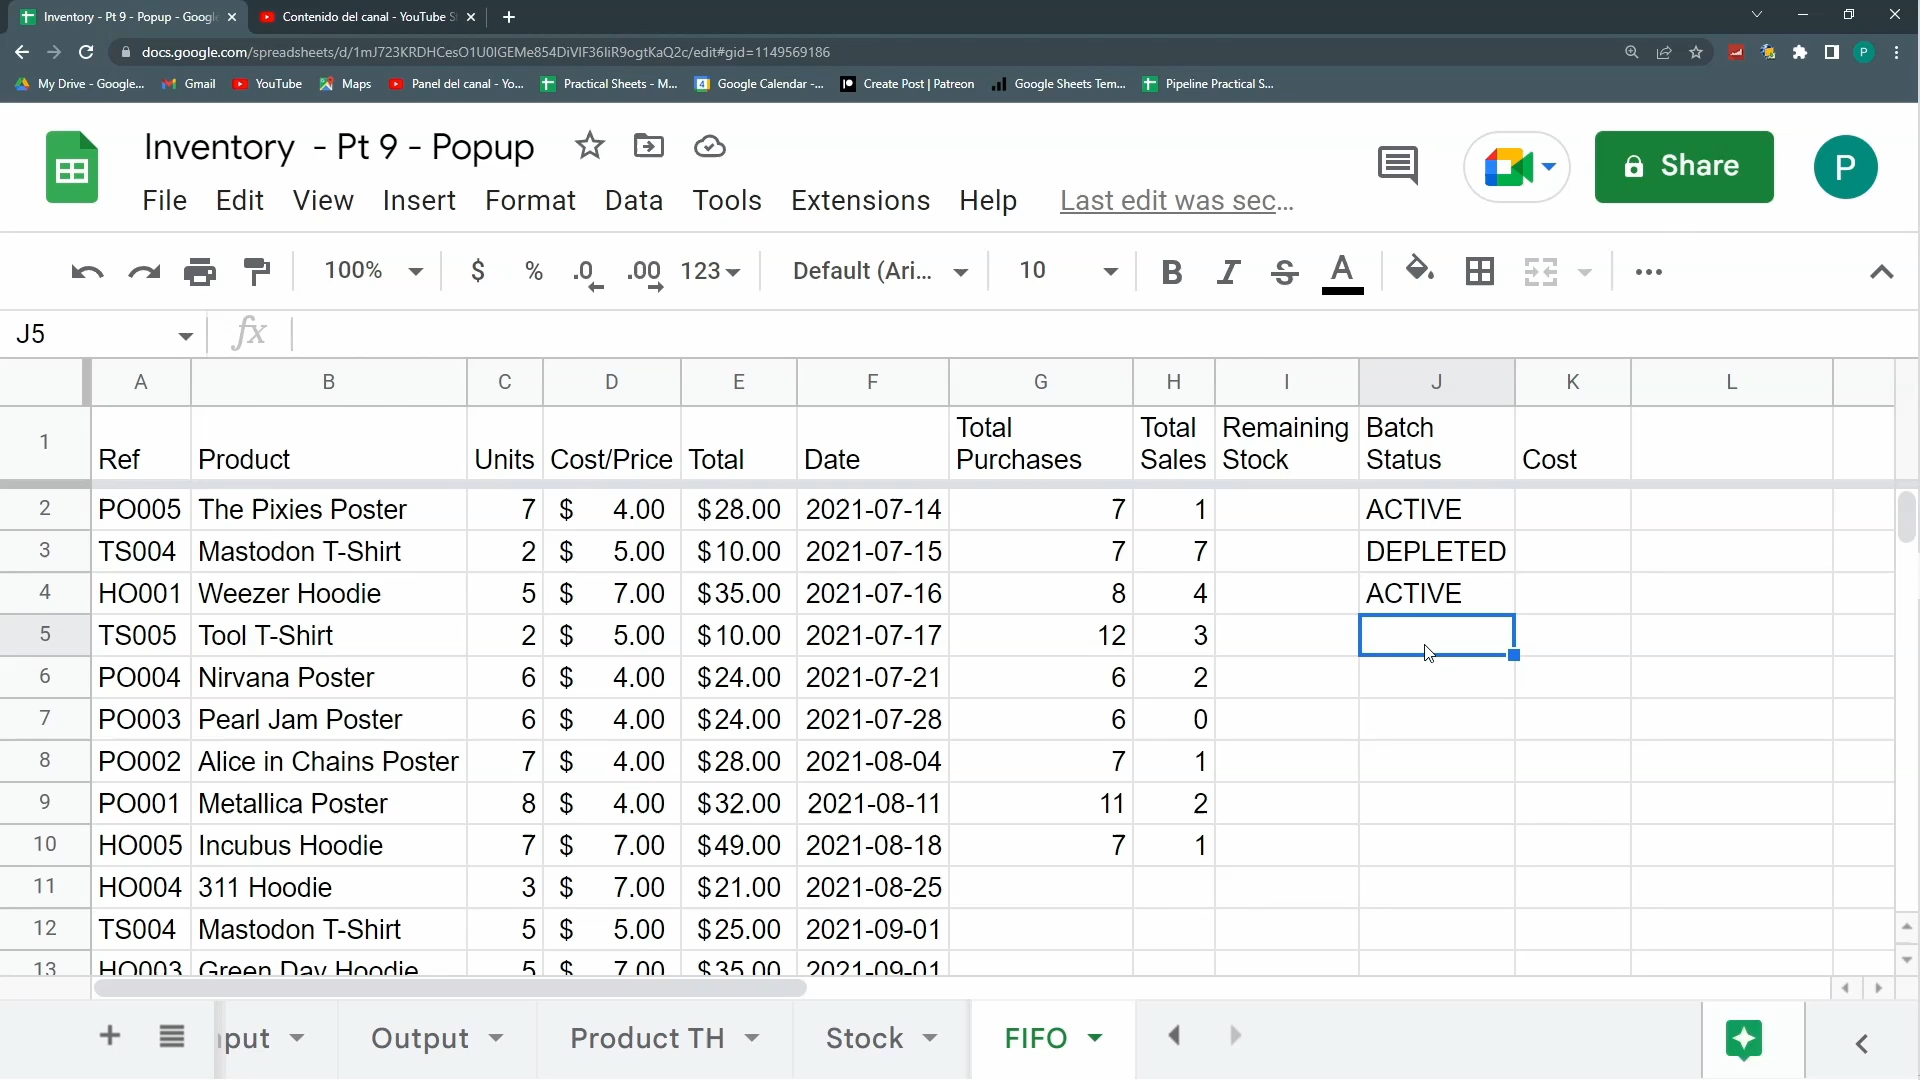 Inventory - Pt 9 - Popup - Google
Contenido del canal - YouTube S
docs.google.com/spreadsheets/d/1mJ723KRDHCesO1U0IGEMe854DiVIF36IiR9ogtKaQ2c/edit#gid=1149569186
My Drive - Google... Gmail YouTube Maps Panel del canal - Yo... Practical Sheets - M... Google Calendar -... Create Post | Patreon Google Sheets Tem... Pipeline Practical S...
Inventory - Pt 9 - Popup
Share
P
File Edit View Insert Format Data Tools Extensions Help Last edit was sec...
100% $ % .0 .00 123 Default (Ari... 10 B I S A
J5 fx
A B C D E F G H I J K L
1 Ref Product Units Cost/Price Total Date Total Purchases Total Sales Remaining Stock Batch Status Cost
2 PO005 The Pixies Poster 7 $ 4.00 $28.00 2021-07-14 7 1 ACTIVE
3 TS004 Mastodon T-Shirt 2 $ 5.00 $10.00 2021-07-15 7 7 DEPLETED
4 HO001 Weezer Hoodie 5 $ 7.00 $35.00 2021-07-16 8 4 ACTIVE
5 TS005 Tool T-Shirt 2 $ 5.00 $10.00 2021-07-17 12 3
6 PO004 Nirvana Poster 6 $ 4.00 $24.00 2021-07-21 6 2
7 PO003 Pearl Jam Poster 6 $ 4.00 $24.00 2021-07-28 6 0
8 PO002 Alice in Chains Poster 7 $ 4.00 $28.00 2021-08-04 7 1
9 PO001 Metallica Poster 8 $ 4.00 $32.00 2021-08-11 11 2
10 HO005 Incubus Hoodie 7 $ 7.00 $49.00 2021-08-18 7 1
11 HO004 311 Hoodie 3 $ 7.00 $21.00 2021-08-25
12 TS004 Mastodon T-Shirt 5 $ 5.00 $25.00 2021-09-01
13 HO003 Green Day Hoodie 5 $ 7.00 $35.00 2021-09-01
put Output Product TH Stock FIFO